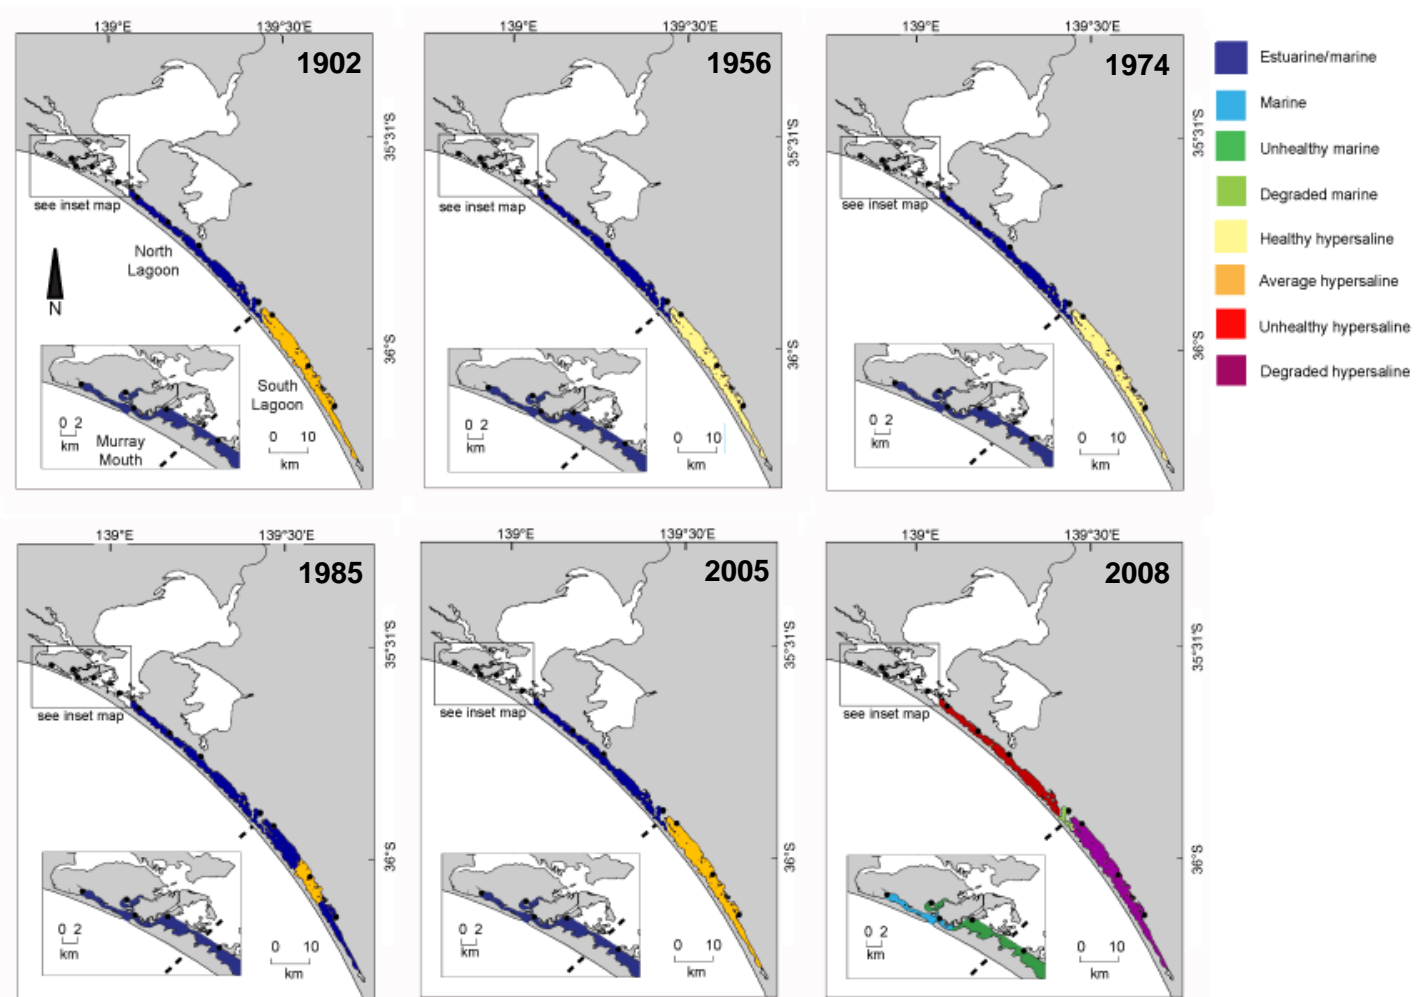 139°E 139°30'E
1902
35°31'S
see inset map
North
Lagoon
N
36°S
South
Lagoon
0 2
km
Murray
Mouth
0 10
km
139°E 139°30'E
1956
35°31'S
see inset map
36°S
0 2
km
0 10
km
139°E 139°30'E
1974
35°31'S
see inset map
36°S
0 2
km
0 10
km
Estuarine/marine
Marine
Unhealthy marine
Degraded marine
Healthy hypersaline
Average hypersaline
Unhealthy hypersaline
Degraded hypersaline
139°E 139°30'E
1985
35°31'S
see inset map
36°S
0 2
km
0 10
km
139°E 139°30'E
2005
35°31'S
see inset map
36°S
0 2
km
0 10
km
139°E 139°30'E
2008
35°31'S
see inset map
36°S
0 2
km
0 10
km